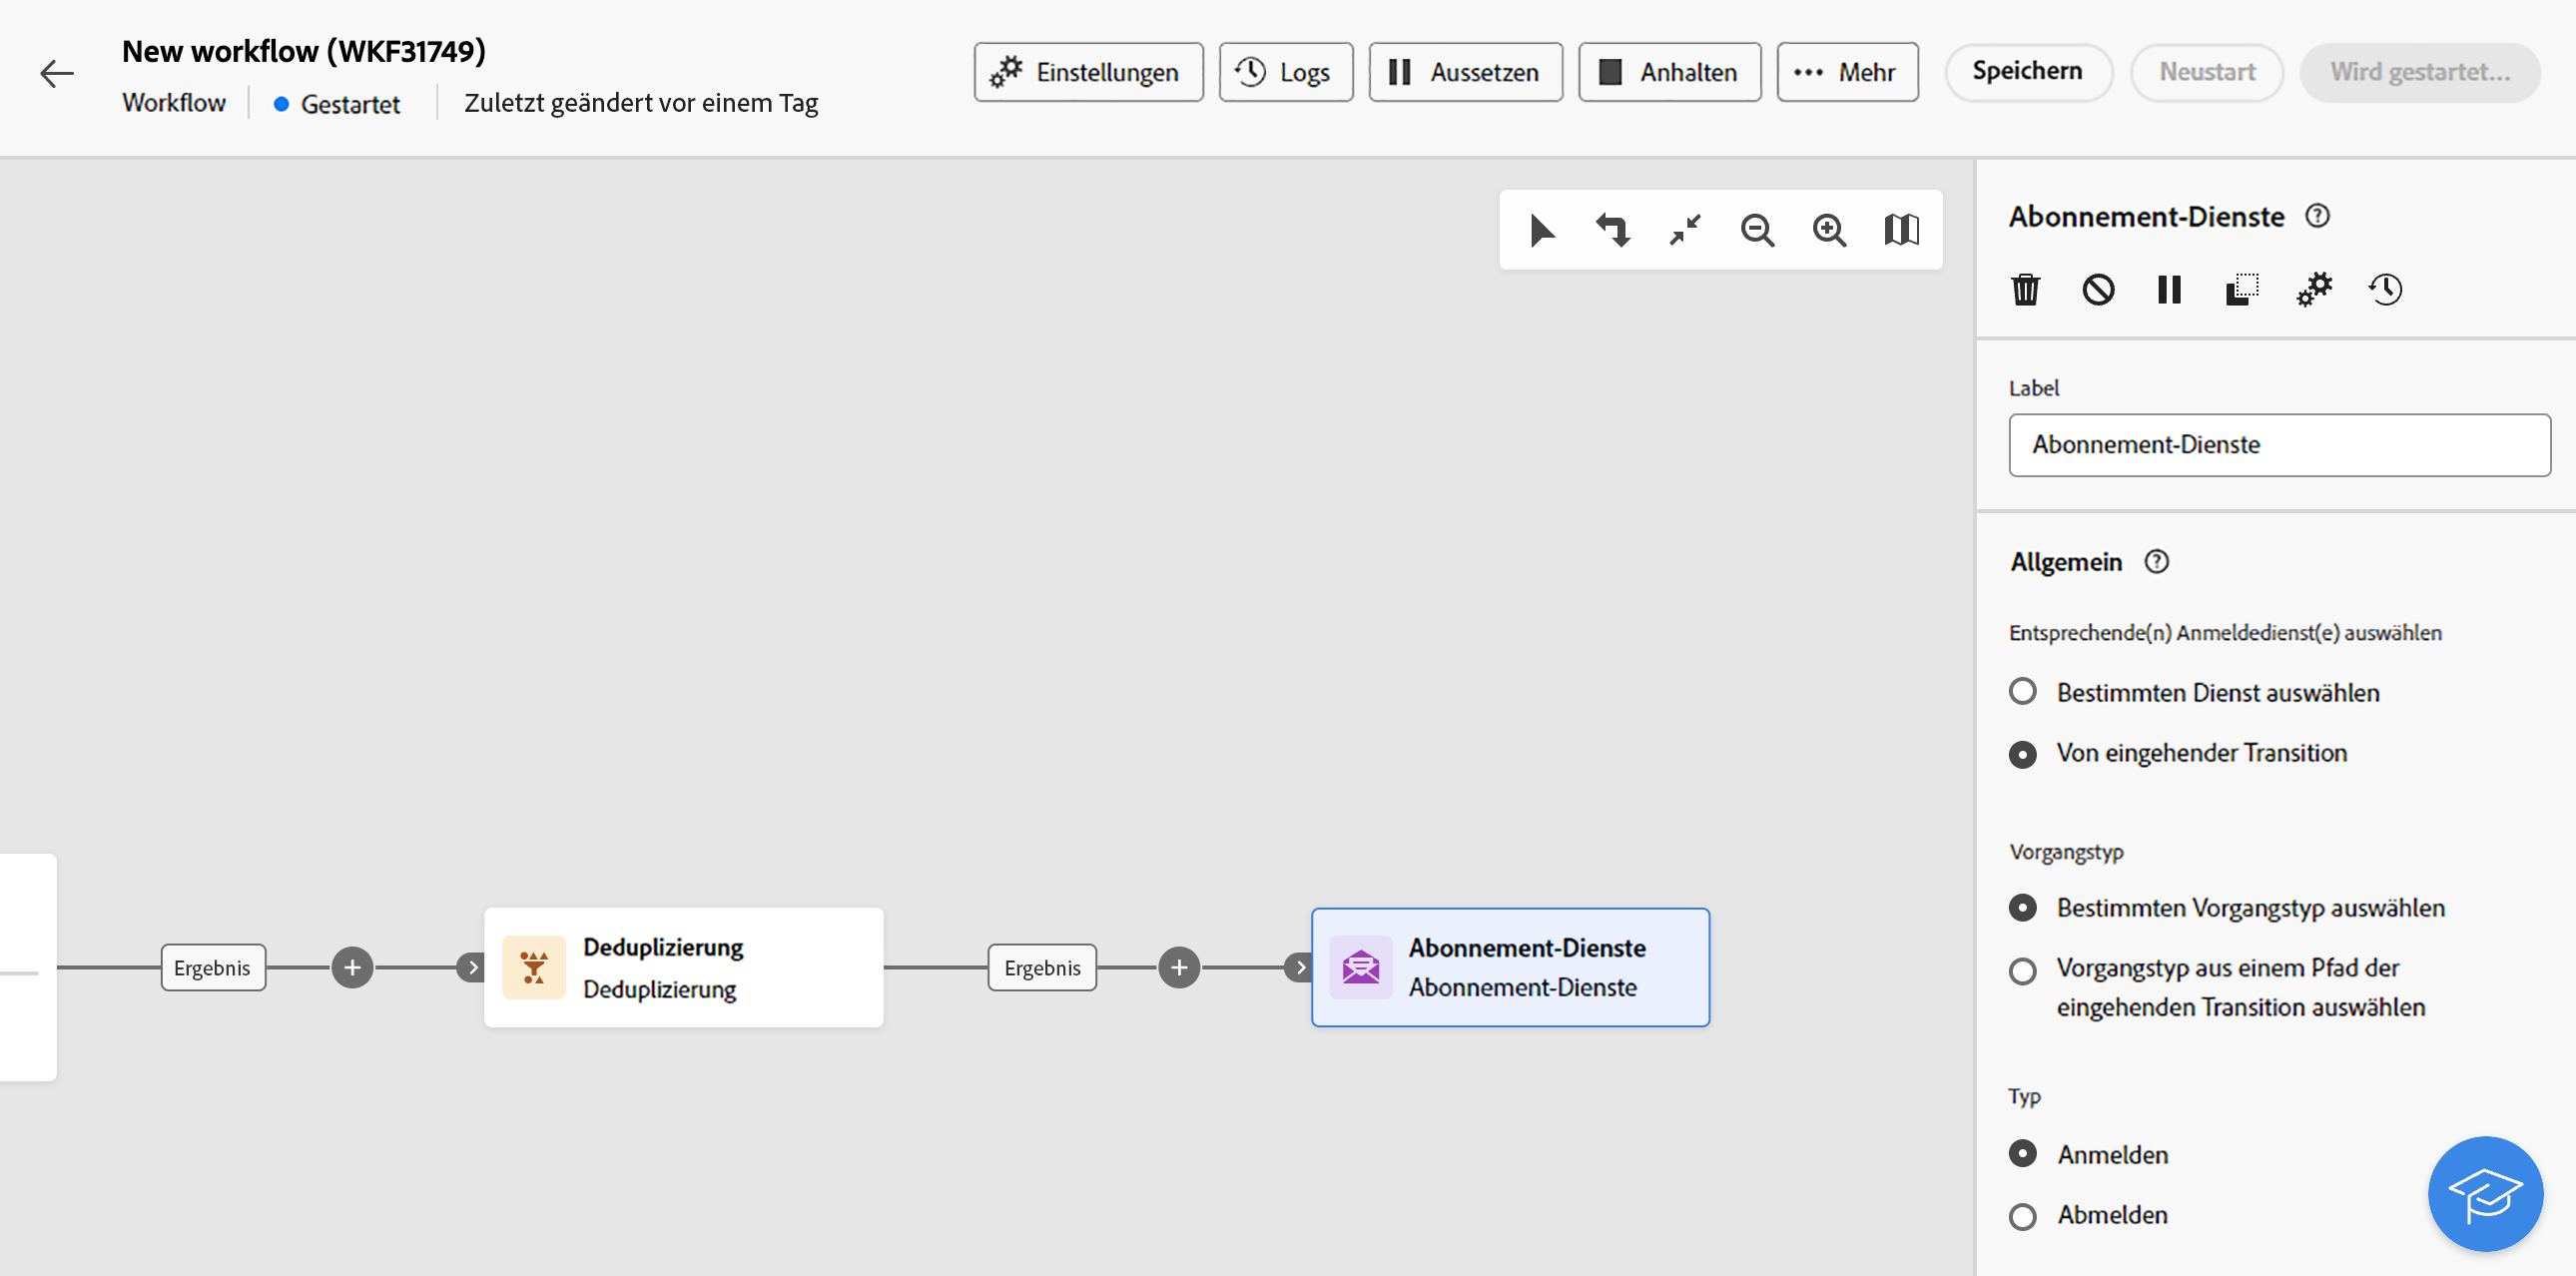 New workflow (WKF31749)
Workflow
Gestartet
Zuletzt geändert vor einem Tag
Einstellungen
Logs
Aussetzen
Anhalten
Mehr
Speichern
Neustart
Wird gestartet...
Abonnement-Dienste
Label
Abonnement-Dienste
Allgemein
Entsprechende(n) Anmeldedienst(e) auswählen
Bestimmten Dienst auswählen
Von eingehender Transition
Vorgangstyp
Bestimmten Vorgangstyp auswählen
Vorgangstyp aus einem Pfad der
eingehenden Transition auswählen
Typ
Anmelden
Abmelden
Ergebnis
Deduplizierung
Deduplizierung
Ergebnis
Abonnement-Dienste
Abonnement-Dienste